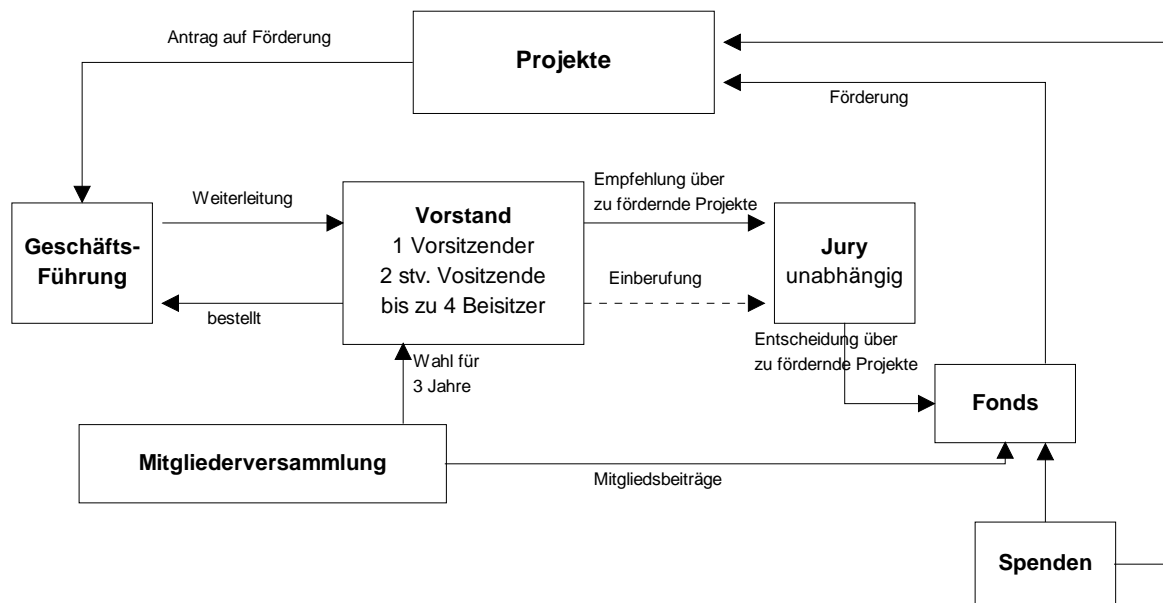 Antrag auf Förderung
Projekte
Förderung
Weiterleitung
Empfehlung über
zu fördernde Projekte
Geschäfts-
Führung
Vorstand
1 Vorsitzender
2 stv. Vositzende
bis zu 4 Beisitzer
Jury
unabhängig
Einberufung
bestellt
Entscheidung über
zu fördernde Projekte
Wahl für
3 Jahre
Fonds
Mitgliederversammlung
Mitgliedsbeiträge
Spenden